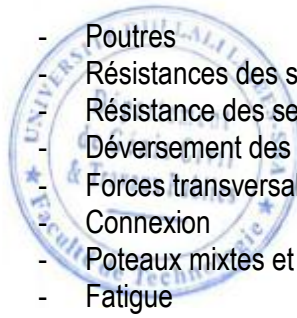 - Poutres
- Résistances des s
- Résistance des se
- Déversement des
- Forces transversal
- Connexion
- Poteaux mixtes et
- Fatigue